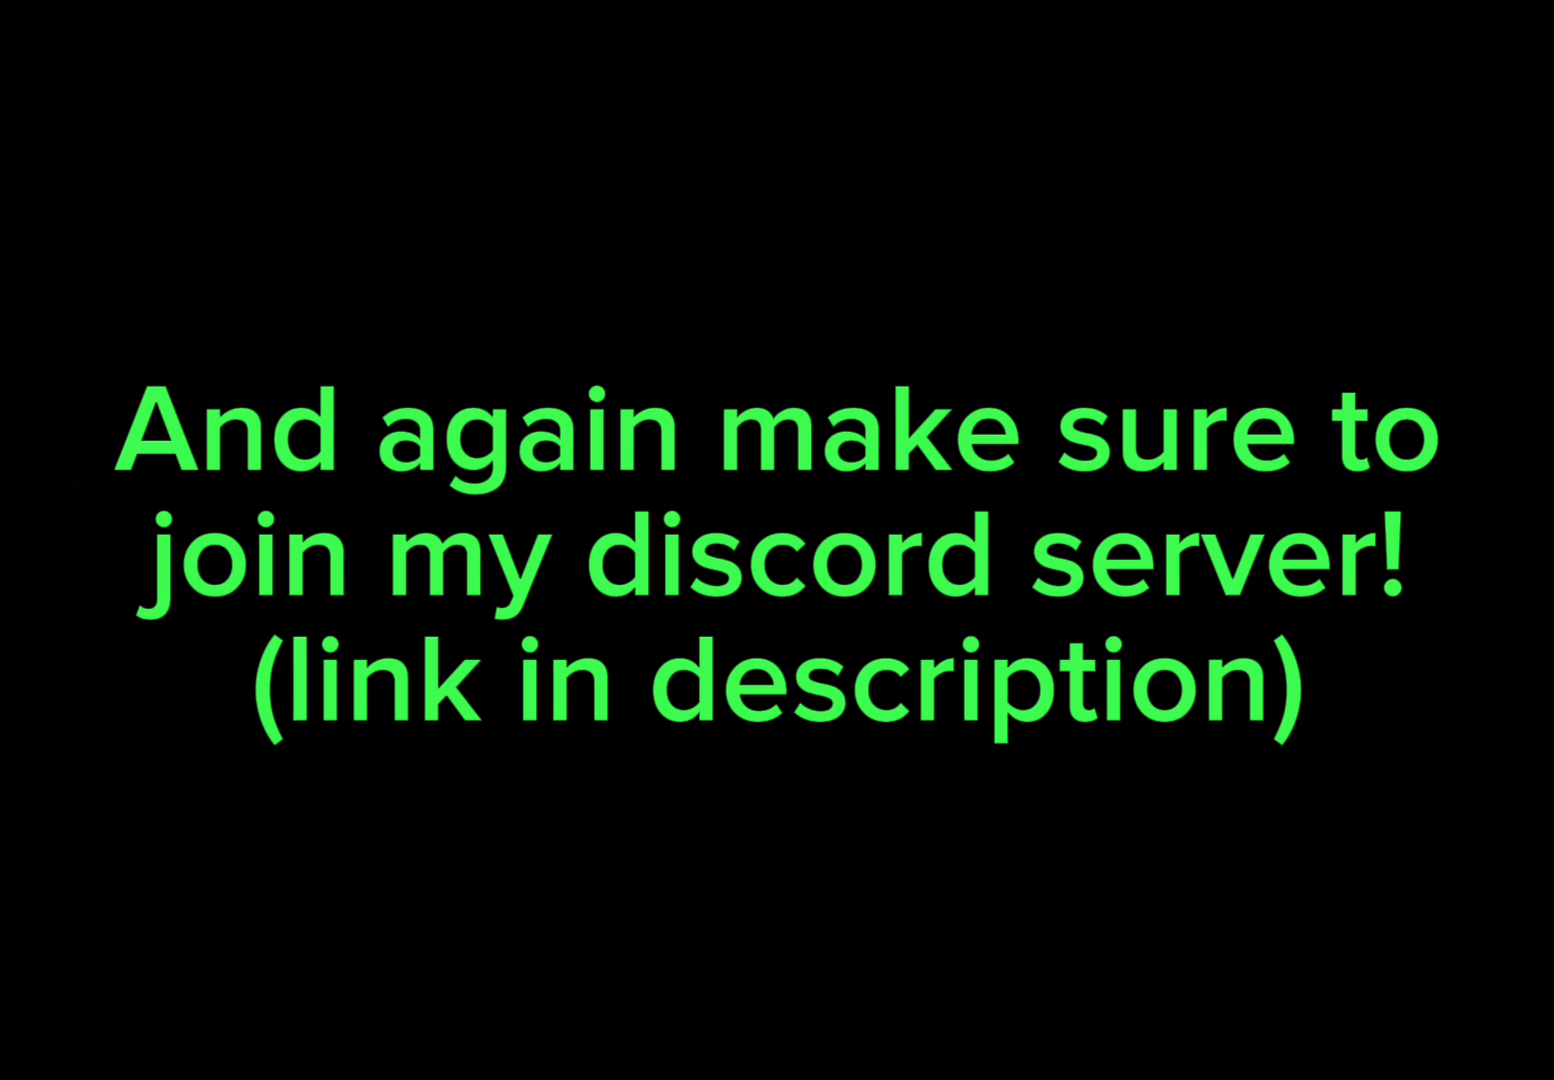 And again make sure to
join my discord server!
(link in description)